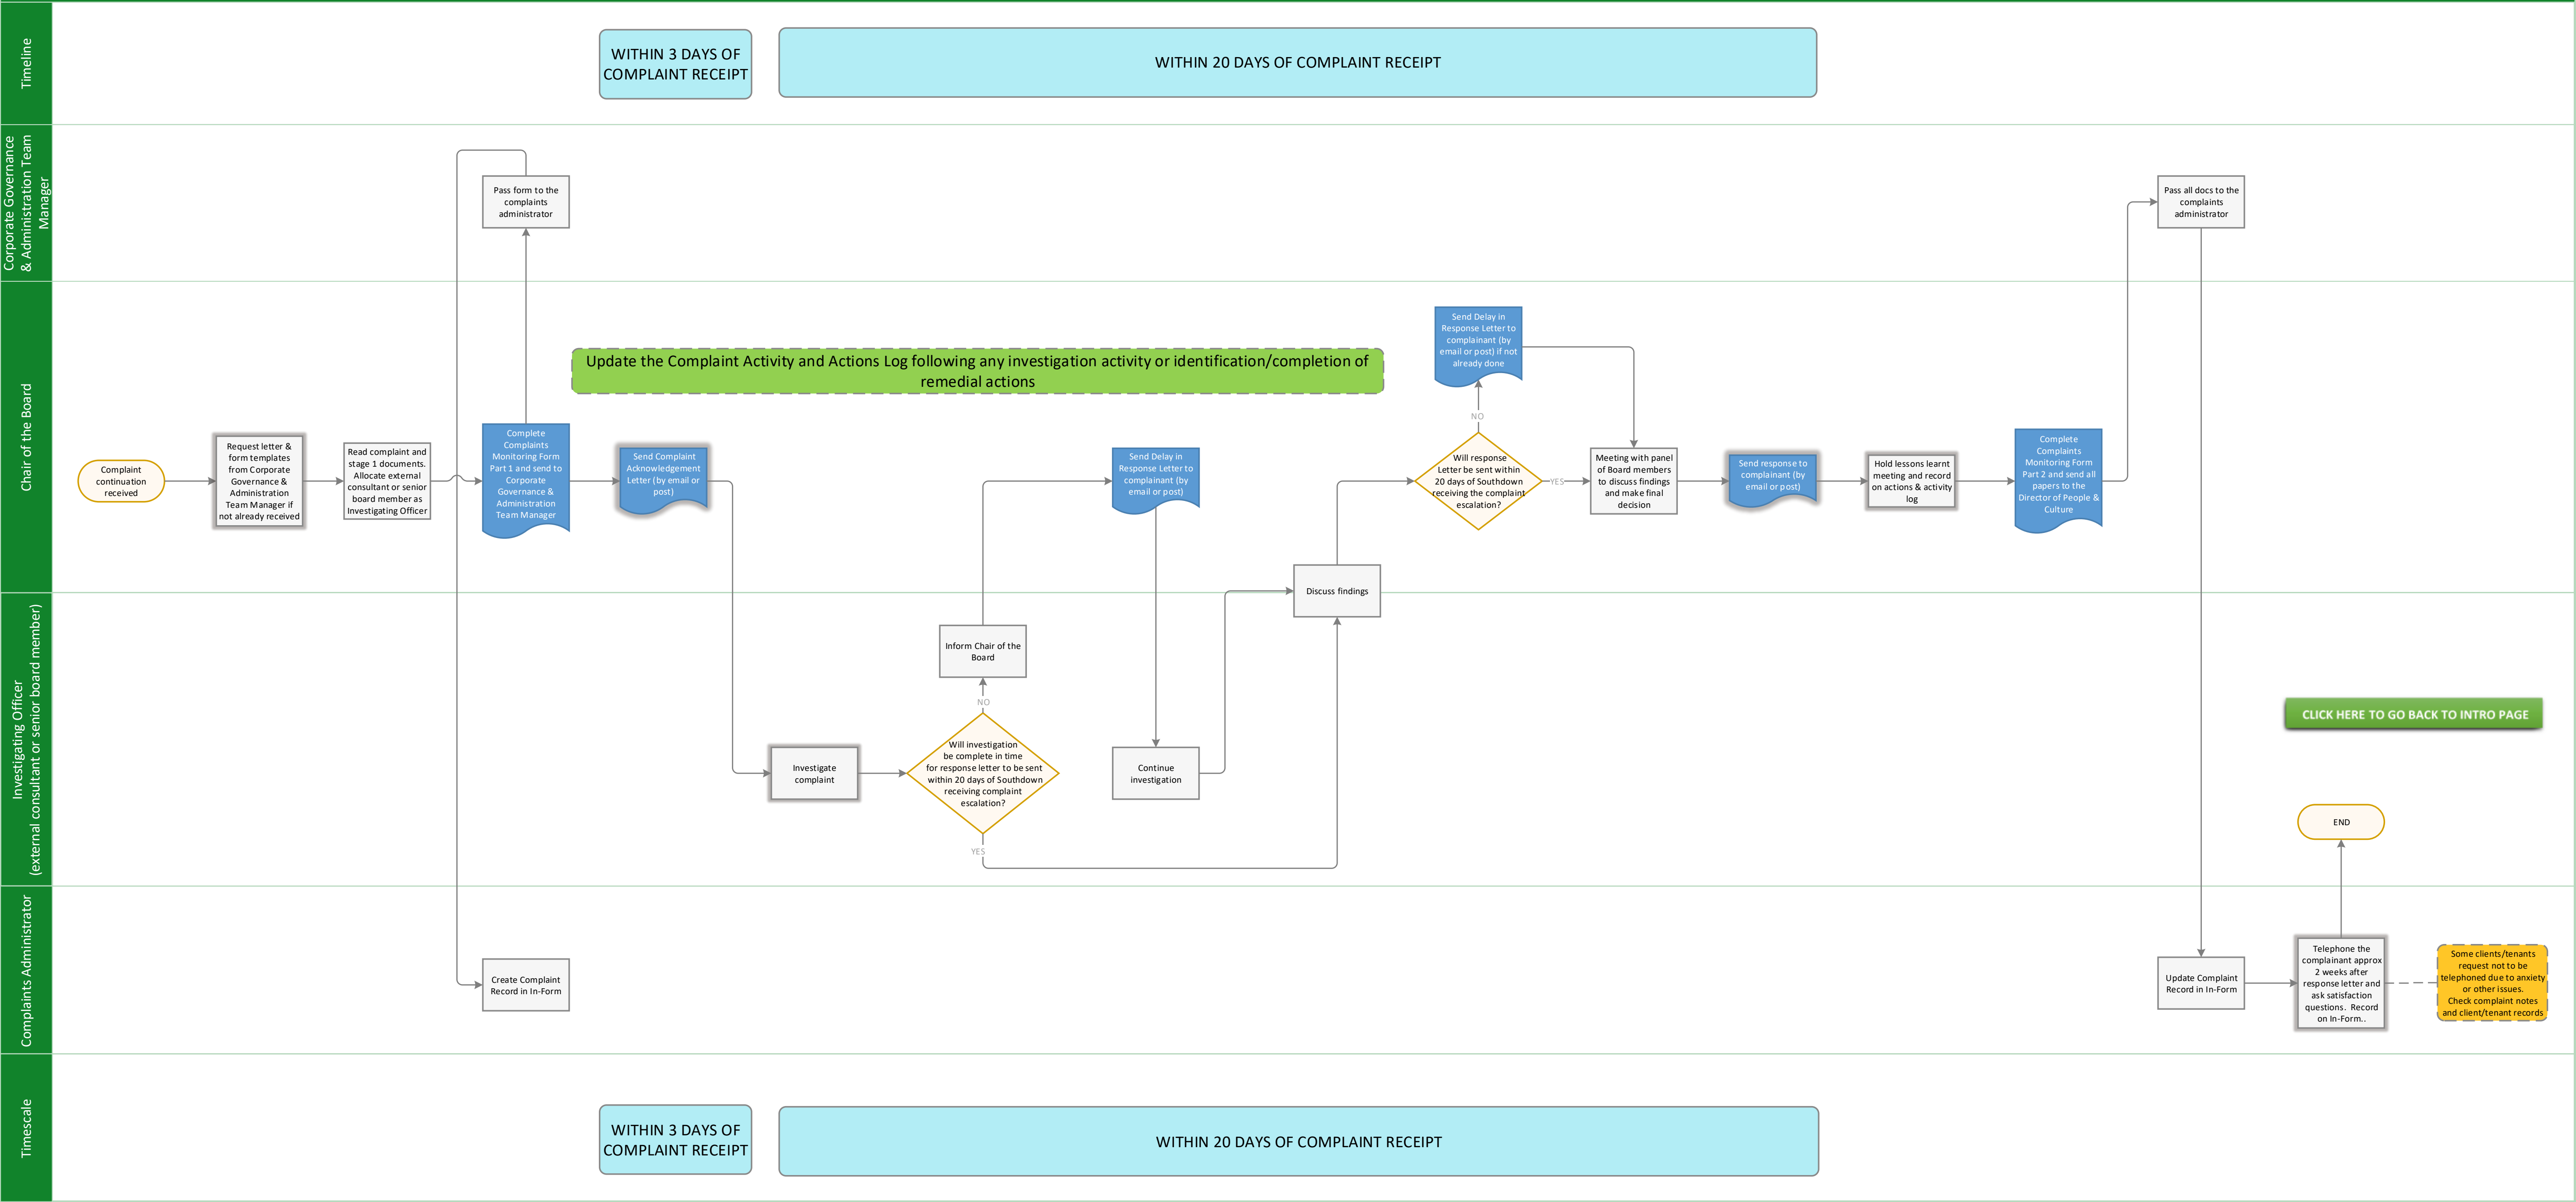 Timeline
WITHIN 3 DAYS OF
COMPLAINT RECEIPT
WITHIN 20 DAYS OF COMPLAINT RECEIPT
Corporate Governance
& Administration Team
Manager
Pass form to the
complaints
administrator
Pass all docs to the
complaints
administrator
Chair of the Board
Complaint
continuation
received
Request letter &
form templates
from Corporate
Governance &
Administration
Team Manager if
not already received
Read complaint and
stage 1 documents.
Allocate external
consultant or senior
board member as
Investigating Officer
Complete
Complaints
Monitoring Form
Part 1 and send to
Corporate
Governance &
Administration
Team Manager
Update the Complaint Activity and Actions Log following any investigation activity or identification/completion of
remedial actions
Send Complaint
Acknowledgement
Letter (by email or
post)
Send Delay in
Response Letter to
complainant (by
email or post)
Send Delay in
Response Letter to
complainant (by
email or post) if not
already done
NO
Will response
Letter be sent within
20 days of Southdown
receiving the complaint
escalation?
YES
Meeting with panel
of Board members
to discuss findings
and make final
decision
Send response to
complainant (by
email or post)
Hold lessons learnt
meeting and record
on actions & activity
log
Complete
Complaints
Monitoring Form
Part 2 and send all
papers to the
Director of People &
Culture
Discuss findings
Investigating Officer
(external consultant or senior board member)
Inform Chair of the
Board
NO
Investigate
complaint
Will investigation
be complete in time
for response letter to be sent
within 20 days of Southdown
receiving complaint
escalation?
YES
Continue
investigation
CLICK HERE TO GO BACK TO INTRO PAGE
END
Complaints Administrator
Create Complaint
Record in In-Form
Update Complaint
Record in In-Form
Telephone the
complainant approx
2 weeks after
response letter and
ask satisfaction
questions.  Record
on In-Form..
Some clients/tenants
request not to be
telephoned due to anxiety
or other issues.
Check complaint notes
and client/tenant records
Timescale
WITHIN 3 DAYS OF
COMPLAINT RECEIPT
WITHIN 20 DAYS OF COMPLAINT RECEIPT